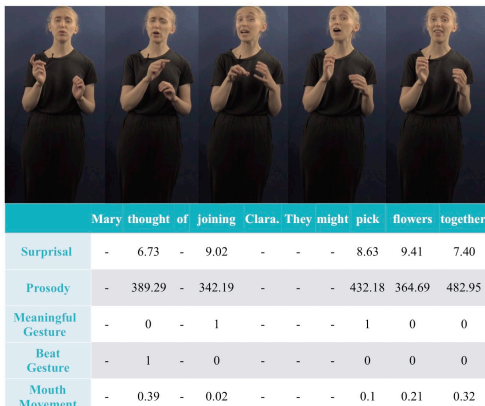 Mary thought of joining Clara. They might pick flowers together
Surprisal - 6.73 - 9.02 - - - 8.63 9.41 7.40
Prosody - 389.29 - 342.19 - - - 432.18 364.69 482.95
Meaningful
Gesture - 0 - 1 - - - 1 0 0
Beat
Gesture - 1 - 0 - - - 0 0 0
Mouth
Movement - 0.39 - 0.02 - - - 0.1 0.21 0.32